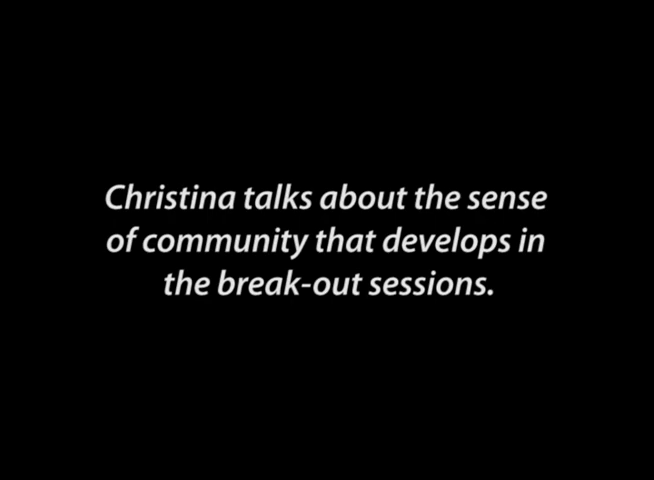 Christina talks about the sense
of community that develops in
the break-out sessions.